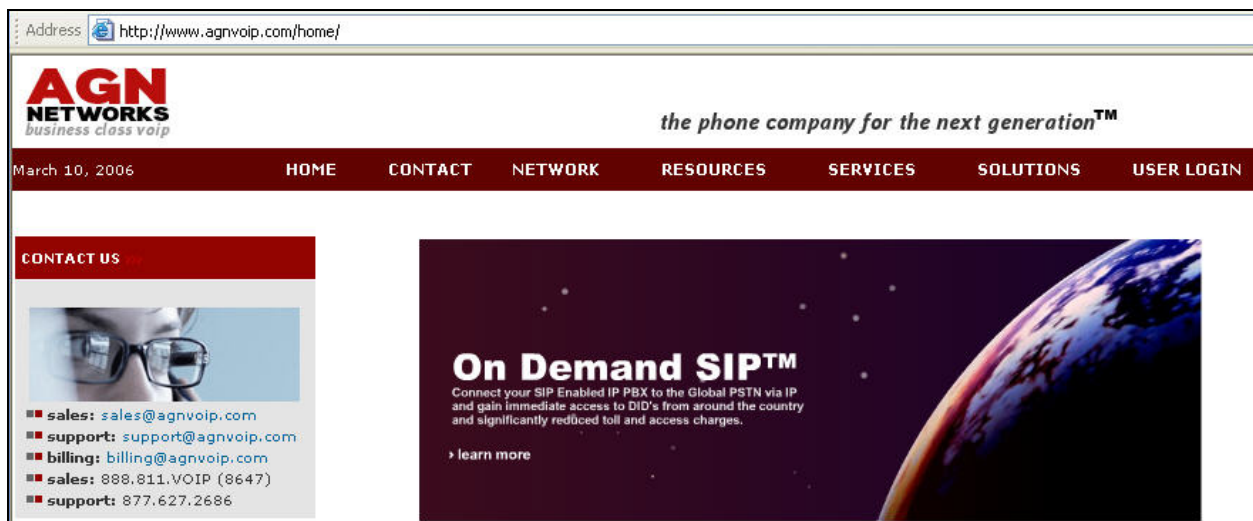 Address http://www.agnvoip.com/home/
AGN
NETWORKS
business class voip
the phone company for the next generation™
March 10, 2006 HOME CONTACT NETWORK RESOURCES SERVICES SOLUTIONS USER LOGIN
CONTACT US ///
On Demand SIP™
Connect your SIP Enabled IP PBX to the Global PSTN via IP
and gain immediate access to DID's from around the country
and significantly reduced toll and access charges.
› learn more
sales: sales@agnvoip.com
support: support@agnvoip.com
billing: billing@agnvoip.com
sales: 888.811.VOIP (8647)
support: 877.627.2686